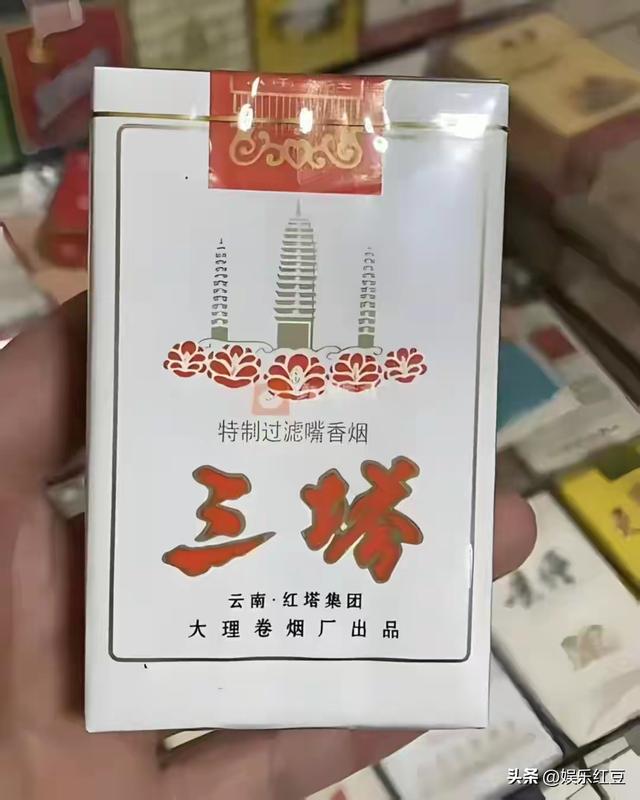 特制过滤嘴香烟
三塔
云南·红塔集团
大理卷烟厂出品
头条 @娱乐红豆